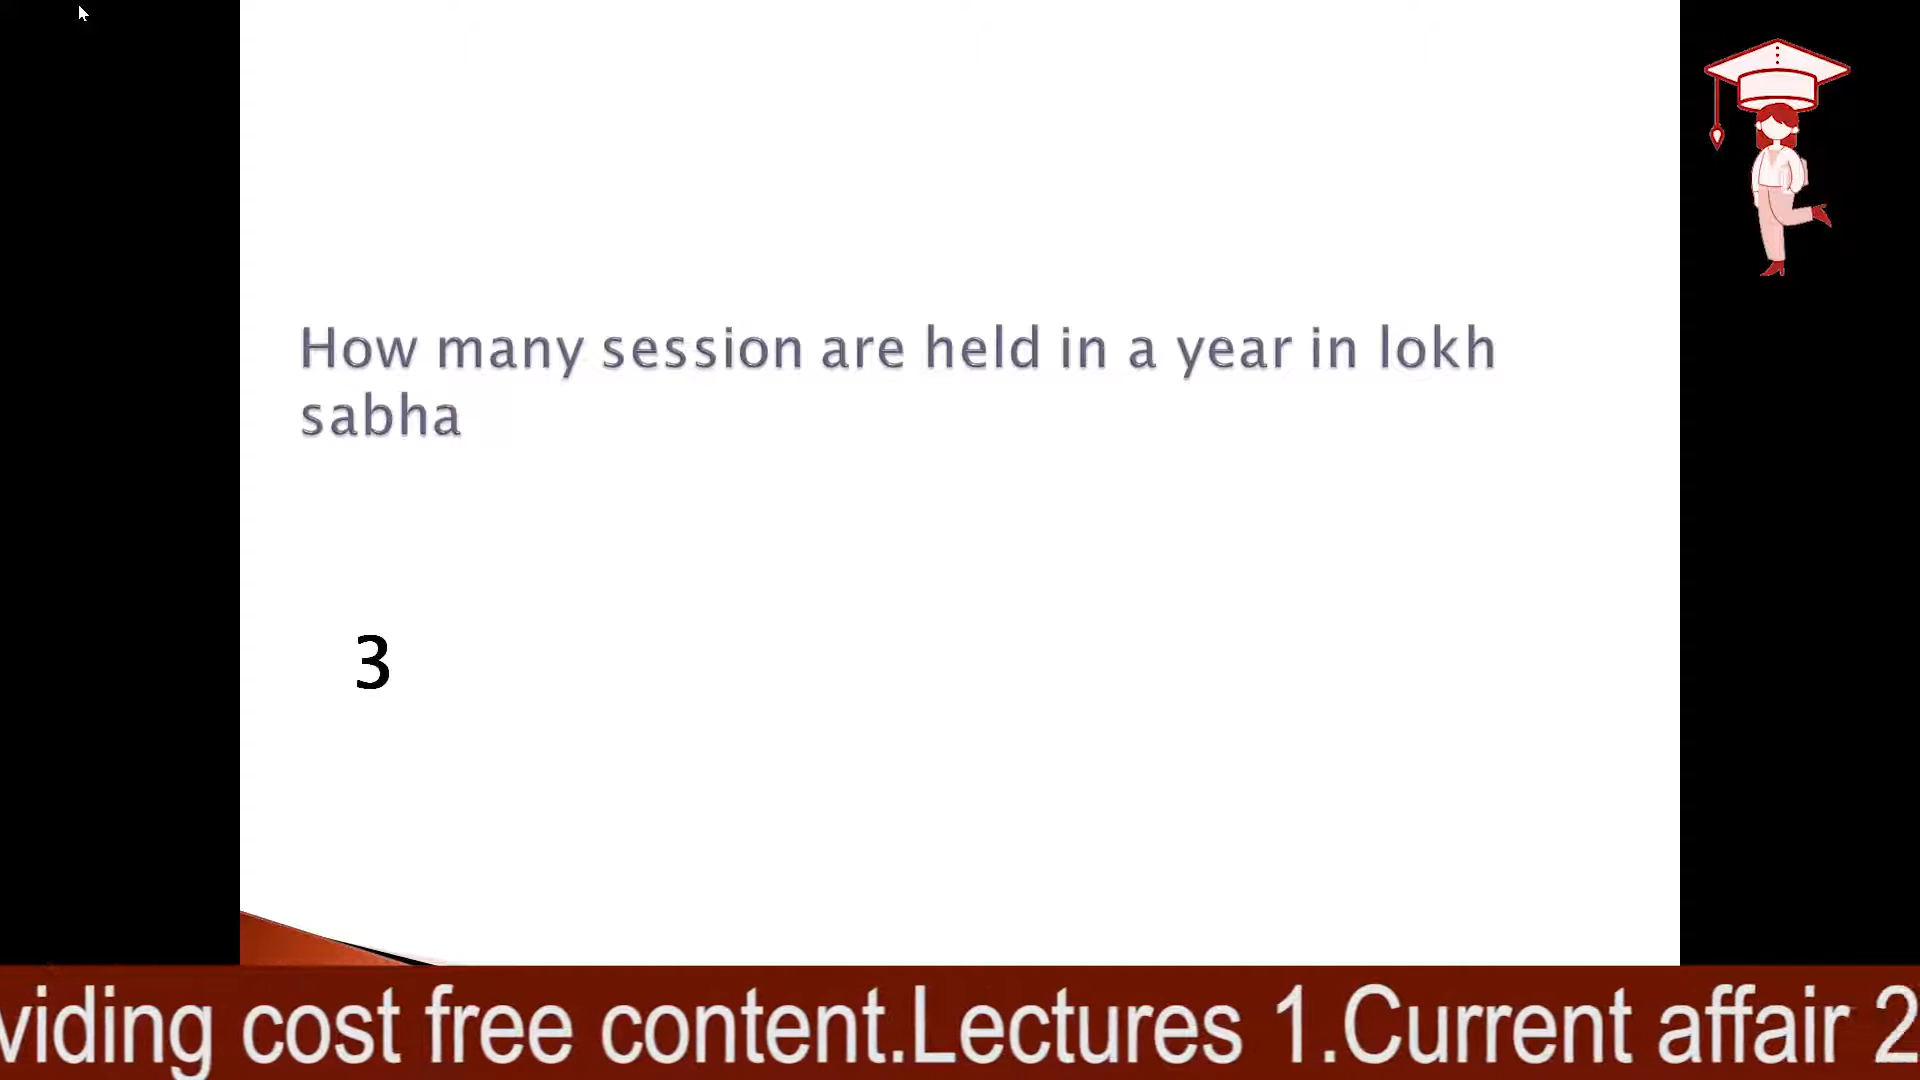 How many session are held in a year in lokh
sabha
3
viding cost free content.Lectures 1.Current affair 2